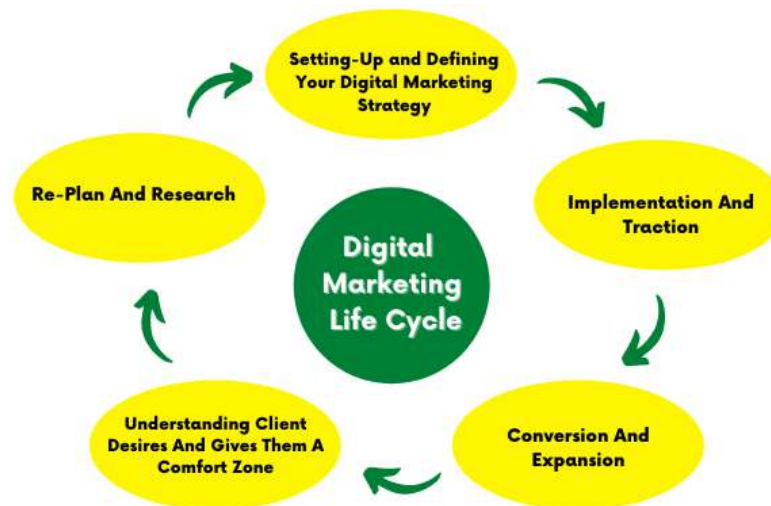 Setting-Up and Defining
Your Digital Marketing
Strategy
Implementation And
Traction
Conversion And
Expansion
Understanding Client
Desires And Gives Them A
Comfort Zone
Re-Plan And Research
Digital
Marketing
Life Cycle